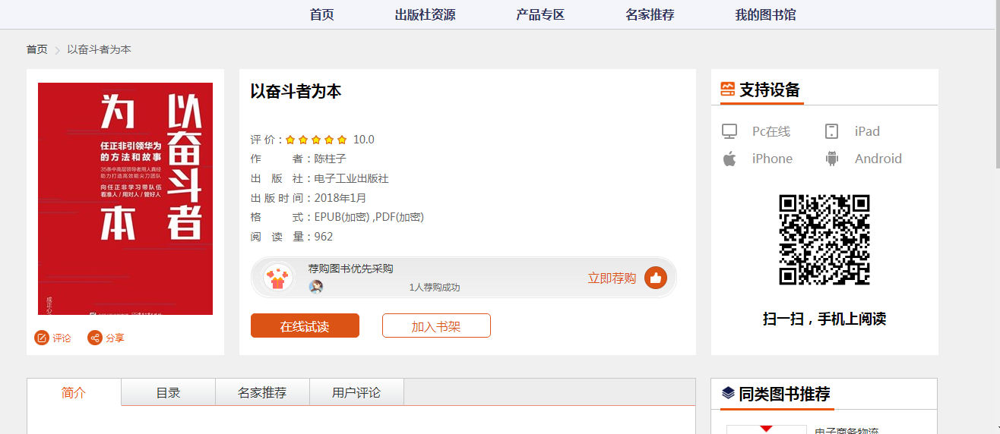 首页 出版社资源 产品专区 名家推荐 我的图书馆
首页 > 以奋斗者为本
以奋斗者
为本
任正非引领华为
的方法和故事
35条中高层领导者用人真经
助力打造高效能尖刀团队
向任正非学习带队伍
看准人 / 用对人 / 管好人
评论 分享
以奋斗者为本
评 价： 10.0
作 者：陈柱子
出 版 社：电子工业出版社
出 版 时 间：2018年1月
格 式：EPUB(加密) ,PDF(加密)
阅 读 量：962
荐购图书优先采购
1人荐购成功
立即荐购
在线试读 加入书架
支持设备
Pc在线 iPad
iPhone Android
扫一扫，手机上阅读
简介 目录 名家推荐 用户评论
同类图书推荐
电子商务物流